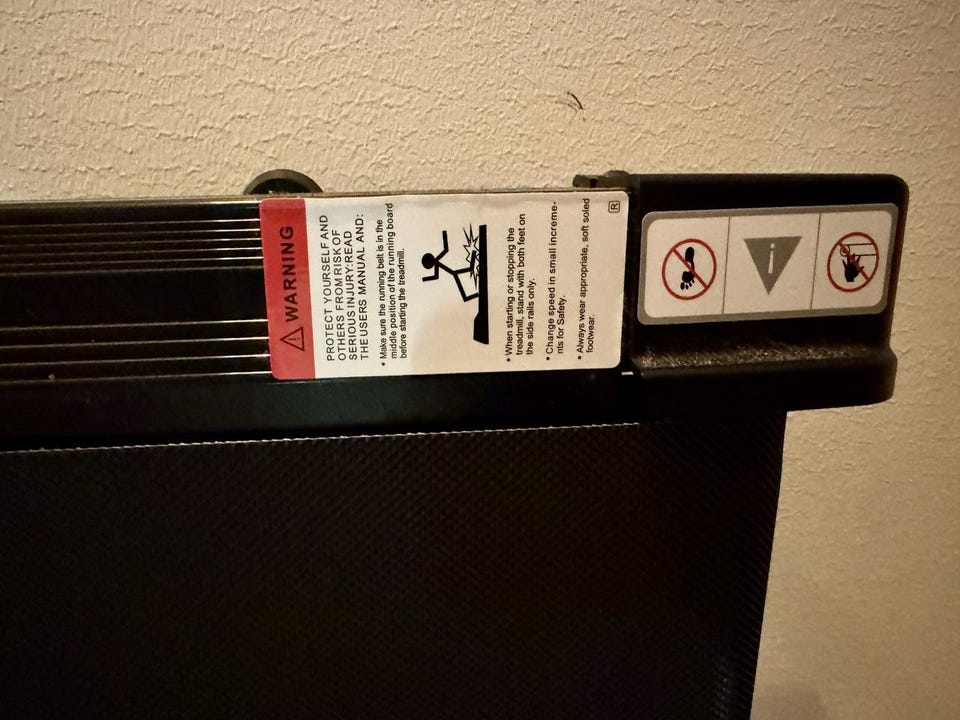 WARNING
PROTECT YOURSELF AND
OTHERS FROM RISK OF
SERIOUS INJURY:READ
THE USERS MANUAL AND:
• Make sure the running belt is in the
middle position of the running board
before starting the treadmill.
• When starting or stopping the
treadmill, stand with both feet on
the side rails only.
• Change speed in small increme-
nts for Safety.
• Always wear appropriate, soft soled
footwear.
R
i